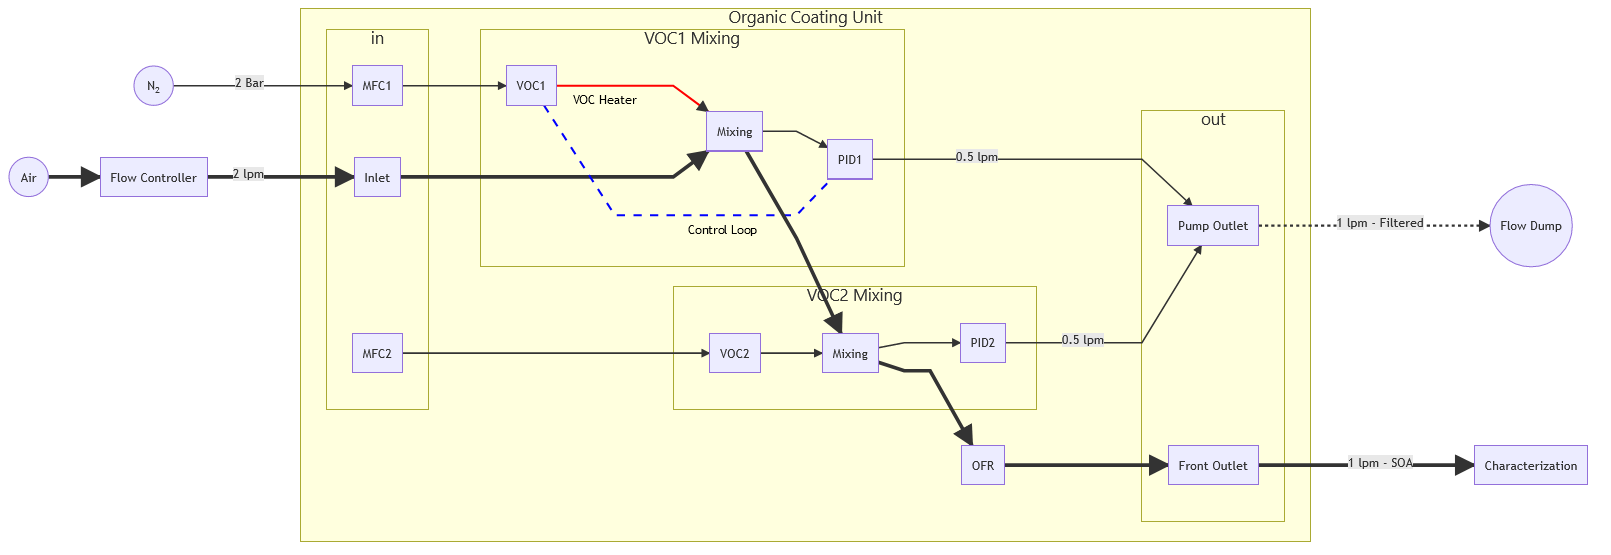 Organic Coating Unit
in
VOC1 Mixing
N2
2 Bar
MFC1
VOC1
VOC Heater
Mixing
PID1
0.5 lpm
out
Air
Flow Controller
2 lpm
Inlet
Control Loop
Pump Outlet
1 lpm - Filtered
Flow Dump
VOC2 Mixing
MFC2
VOC2
Mixing
PID2
0.5 lpm
OFR
Front Outlet
1 lpm - SOA
Characterization